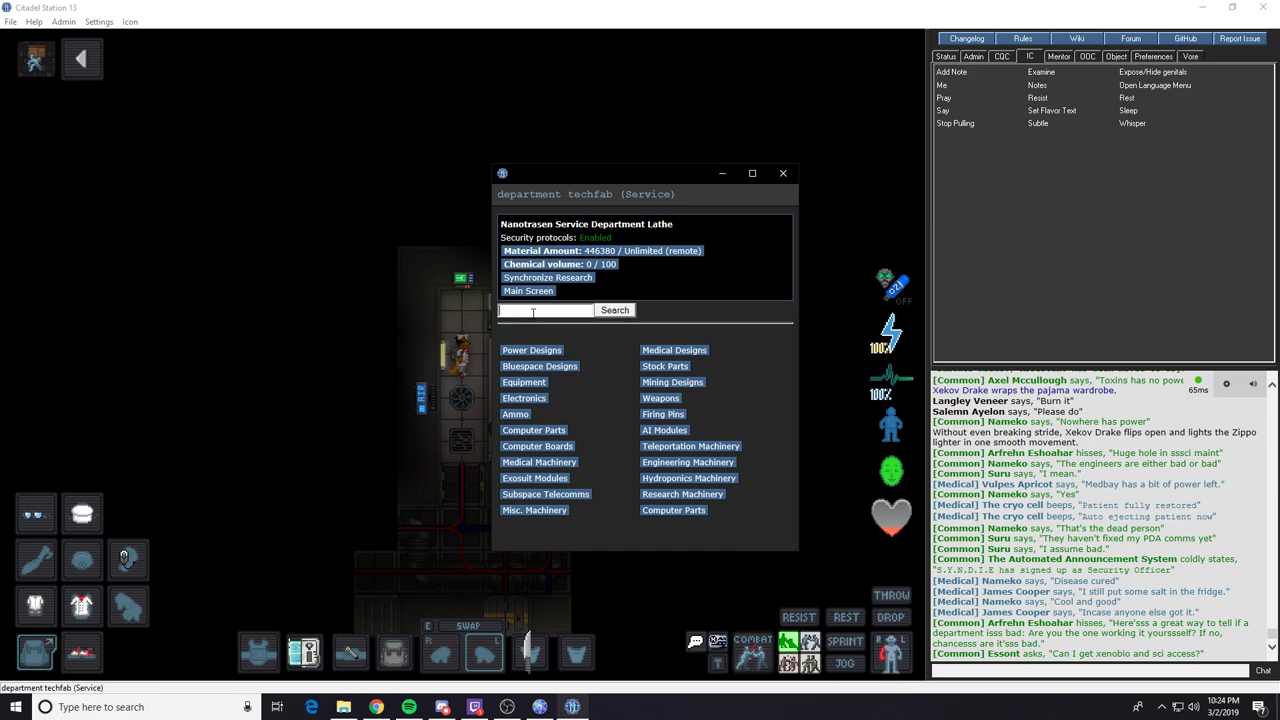 Citadel Station 13
File Help Admin Settings Icon
Changelog Rules Wiki Forum GitHub Report Issue
Status Admin CQC IC Mentor OOC Object Preferences Vore
Add Note Examine Expose/Hide genitals
Me Notes Open Language Menu
Pray Resist Rest
Say Set Flavor Text Sleep
Stop Pulling Subtle Whisper
department techfab (Service)
Nanotrasen Service Department Lathe
Security protocols: Enabled
Material Amount: 446380 / Unlimited (remote)
Chemical volume: 0 / 100
Synchronize Research
Main Screen
Search
Power Designs Medical Designs
Bluespace Designs Stock Parts
Equipment Mining Designs
Electronics Weapons
Ammo Firing Pins
Computer Parts AI Modules
Computer Boards Teleportation Machinery
Medical Machinery Engineering Machinery
Exosuit Modules Hydroponics Machinery
Subspace Telecomms Research Machinery
Misc. Machinery Computer Parts
AIR
OFF
100%
100%
E SWAP
R L
RESIST REST THROW DROP
COMBAT SPRINT
JOG
R L
[Common] Axel Mccullough says, "Toxins has no powe
65ms
Xekov Drake wraps the pajama wardrobe.
Langley Veneer says, "Burn it"
Salemn Ayelon says, "Please do"
[Common] Nameko says, "Nowhere has power"
Without even breaking stride, Xekov Drake flips open and lights the Zippo
lighter in one smooth movement.
[Common] Arfrehn Eshoahar hisses, "Huge hole in sssci maint"
[Common] Nameko says, "The engineers are either bad or bad"
[Common] Suru says, "I mean."
[Medical] Vulpes Apricot says, "Medbay has a bit of power left."
[Common] Nameko says, "Yes"
[Medical] The cryo cell beeps, "Patient fully restored"
[Medical] The cryo cell beeps, "Auto ejecting patient now"
[Common] Nameko says, "That's the dead person"
[Common] Suru says, "They haven't fixed my PDA comms yet"
[Common] Suru says, "I assume bad."
[Common] The Automated Announcement System coldly states,
"S.Y.N.D.I.E has signed up as Security Officer"
[Medical] Nameko says, "Disease cured"
[Medical] James Cooper says, "I still put some salt in the fridge."
[Medical] Nameko says, "Cool and good"
[Medical] James Cooper says, "Incase anyone else got it."
[Common] Arfrehn Eshoahar hisses, "Here'sss a great way to tell if a
department isss bad: Are you the one working it yourssself? If no,
chancesss are it'sss bad."
[Common] Essont asks, "Can I get xenobio and sci access?"
Chat
department techfab (Service)
Type here to search
10:24 PM
3/2/2019